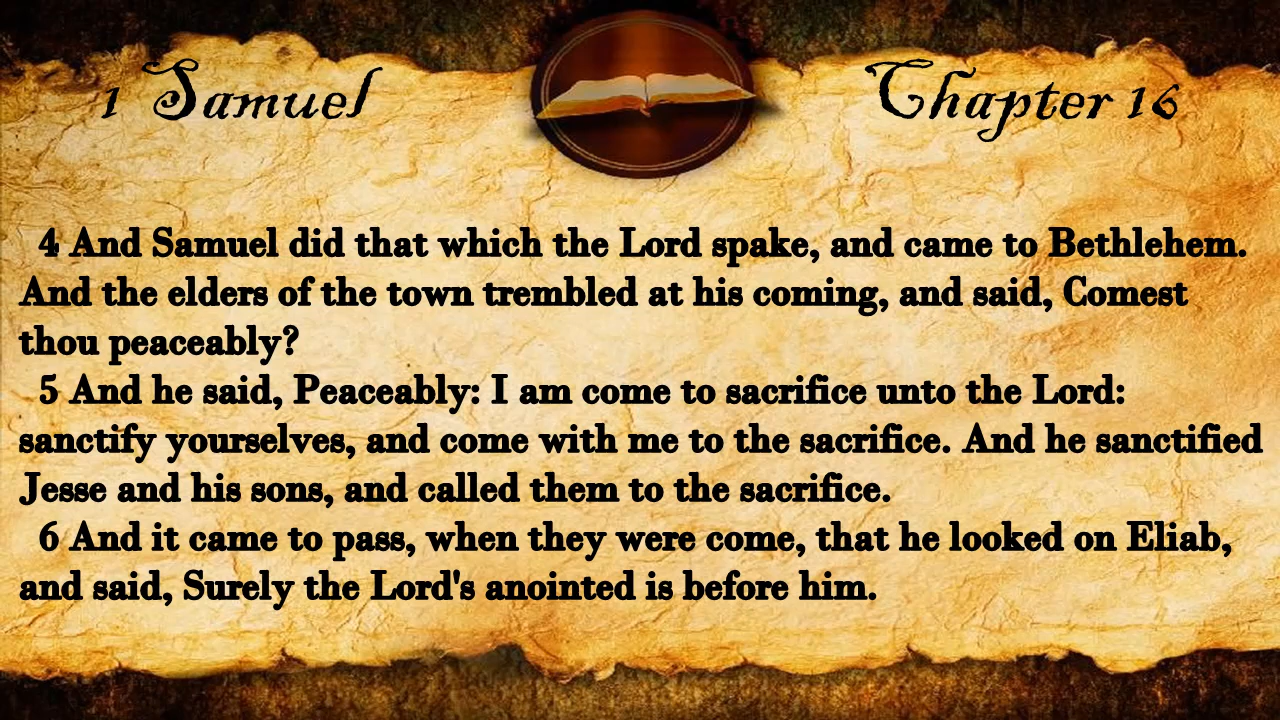 1 Samuel
Chapter 16
4 And Samuel did that which the Lord spake, and came to Bethlehem.
And the elders of the town trembled at his coming, and said, Comest
thou peaceably?
5 And he said, Peaceably: I am come to sacrifice unto the Lord:
sanctify yourselves, and come with me to the sacrifice. And he sanctified
Jesse and his sons, and called them to the sacrifice.
6 And it came to pass, when they were come, that he looked on Eliab,
and said, Surely the Lord's anointed is before him.